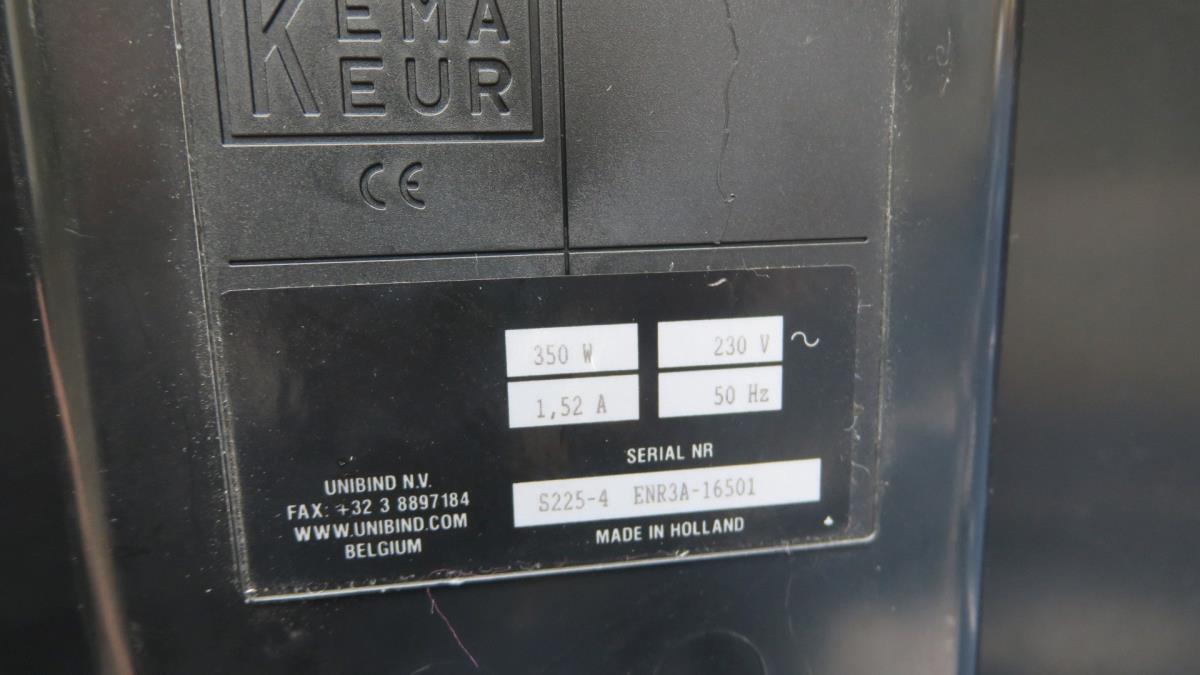 KEMA
EUR
CE
350 W
230 V ~
1,52 A
50 Hz
SERIAL NR
S225-4 ENR3A-16501
MADE IN HOLLAND
UNIBIND N.V.
FAX: +32 3 8897184
WWW.UNIBIND.COM
BELGIUM